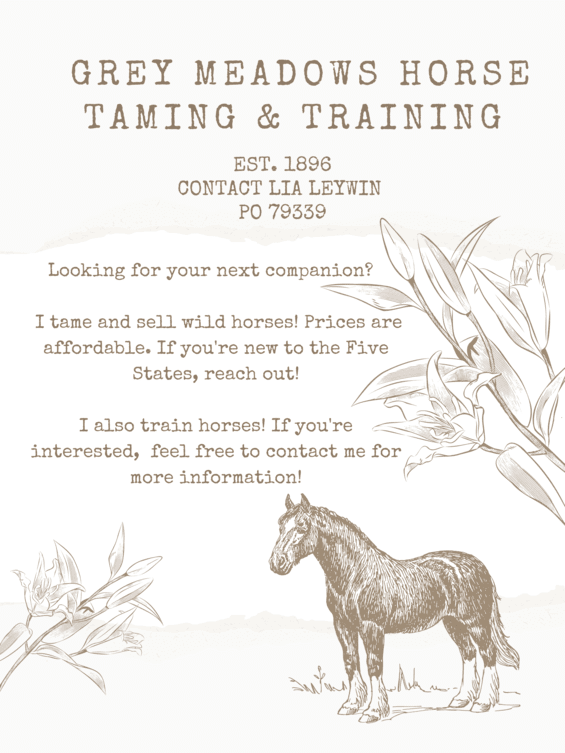 GREY MEADOWS HORSE
TAMING & TRAINING
EST. 1896
CONTACT LIA LEYWIN
PO 79339
Looking for your next companion?
I tame and sell wild horses! Prices are
affordable. If you're new to the Five
States, reach out!
I also train horses! If you're
interested, feel free to contact me for
more information!